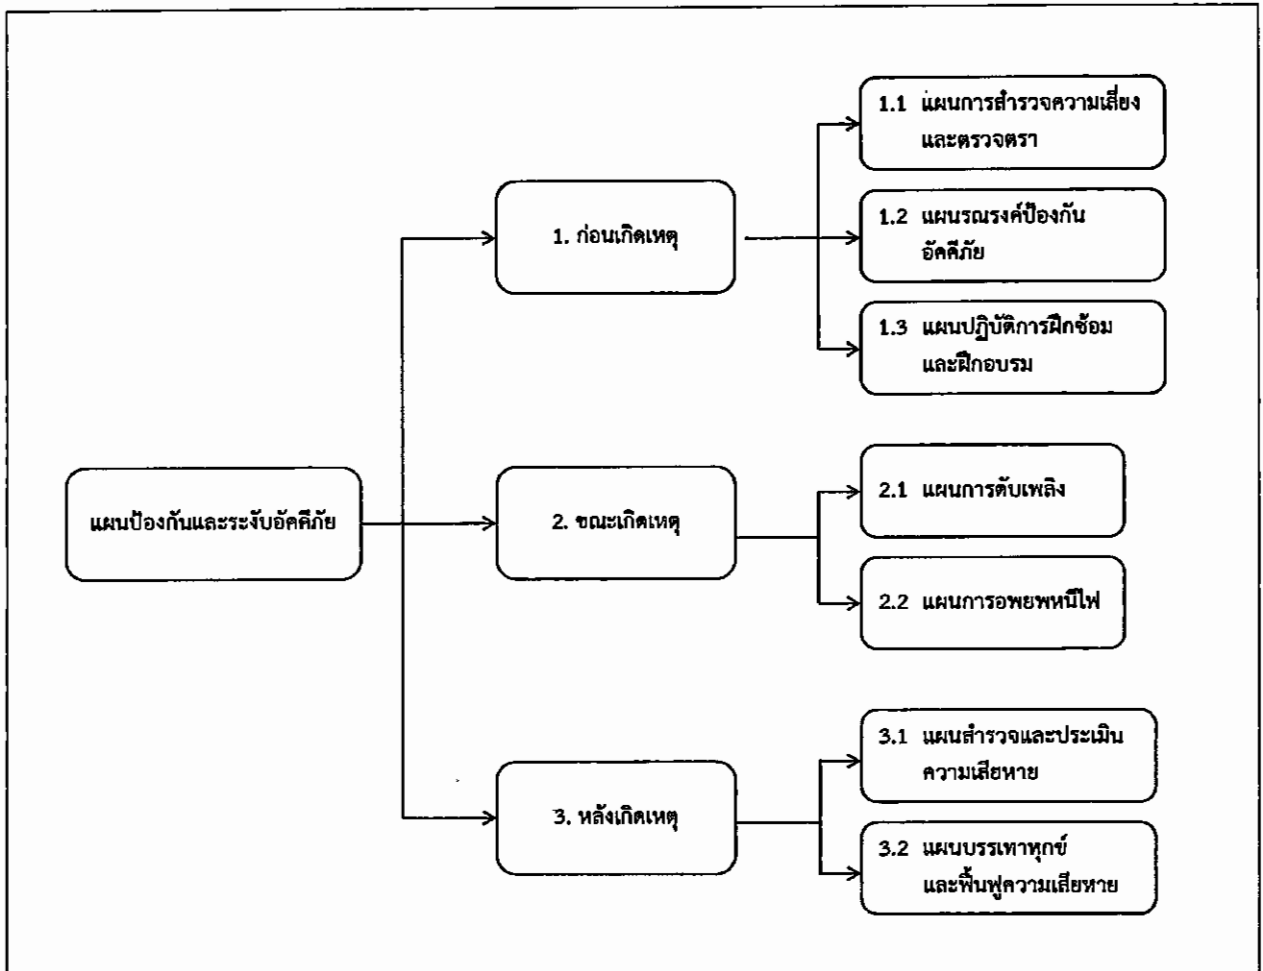 แผนป้องกันและระงับอัคคีภัย
1. ก่อนเกิดเหตุ
1.1 แผนการสำรวจความเสี่ยง
และตรวจตรา
1.2 แผนรณรงค์ป้องกัน
อัคคีภัย
1.3 แผนปฏิบัติการฝึกซ้อม
และฝึกอบรม
2. ขณะเกิดเหตุ
2.1 แผนการดับเพลิง
2.2 แผนการอพยพหนีไฟ
3. หลังเกิดเหตุ
3.1 แผนสำรวจและประเมิน
ความเสียหาย
3.2 แผนบรรเทาทุกข์
และฟื้นฟูความเสียหาย